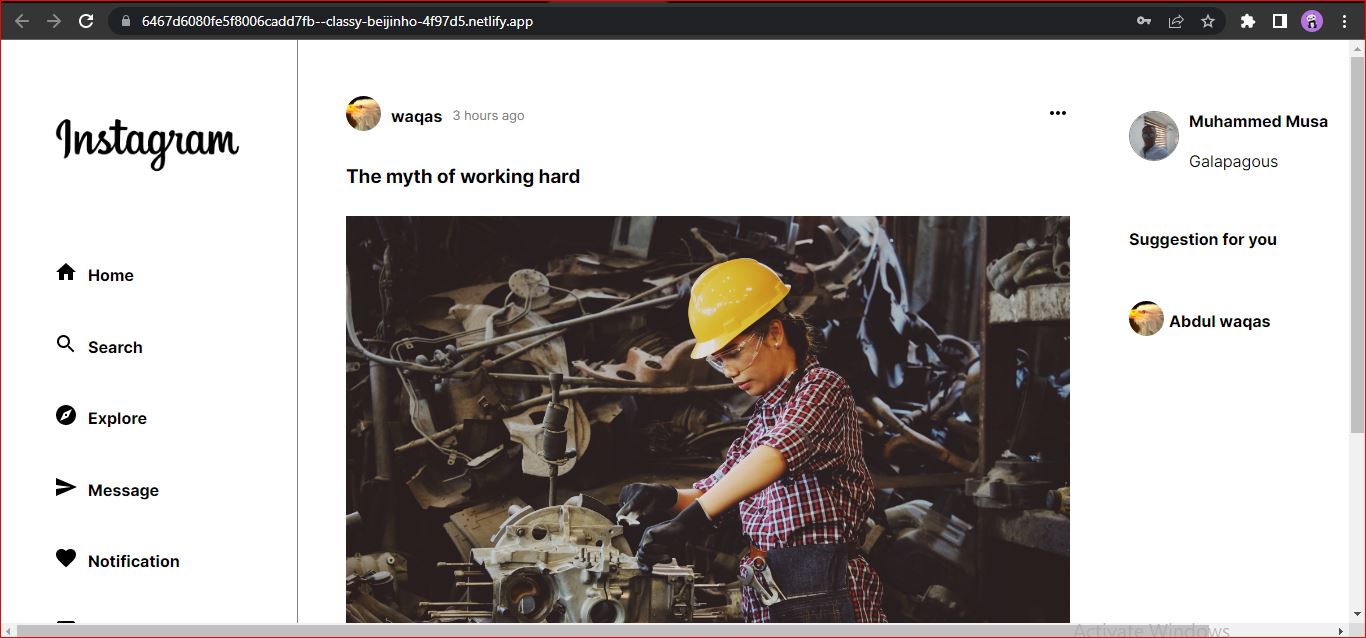 6467d6080fe5f8006cadd7fb--classy-beijinho-4f97d5.netlify.app
Instagram
Home
Search
Explore
Message
Notification
waqas 3 hours ago
The myth of working hard
Muhammed Musa
Galapagous
Suggestion for you
Abdul waqas
Activate Windows